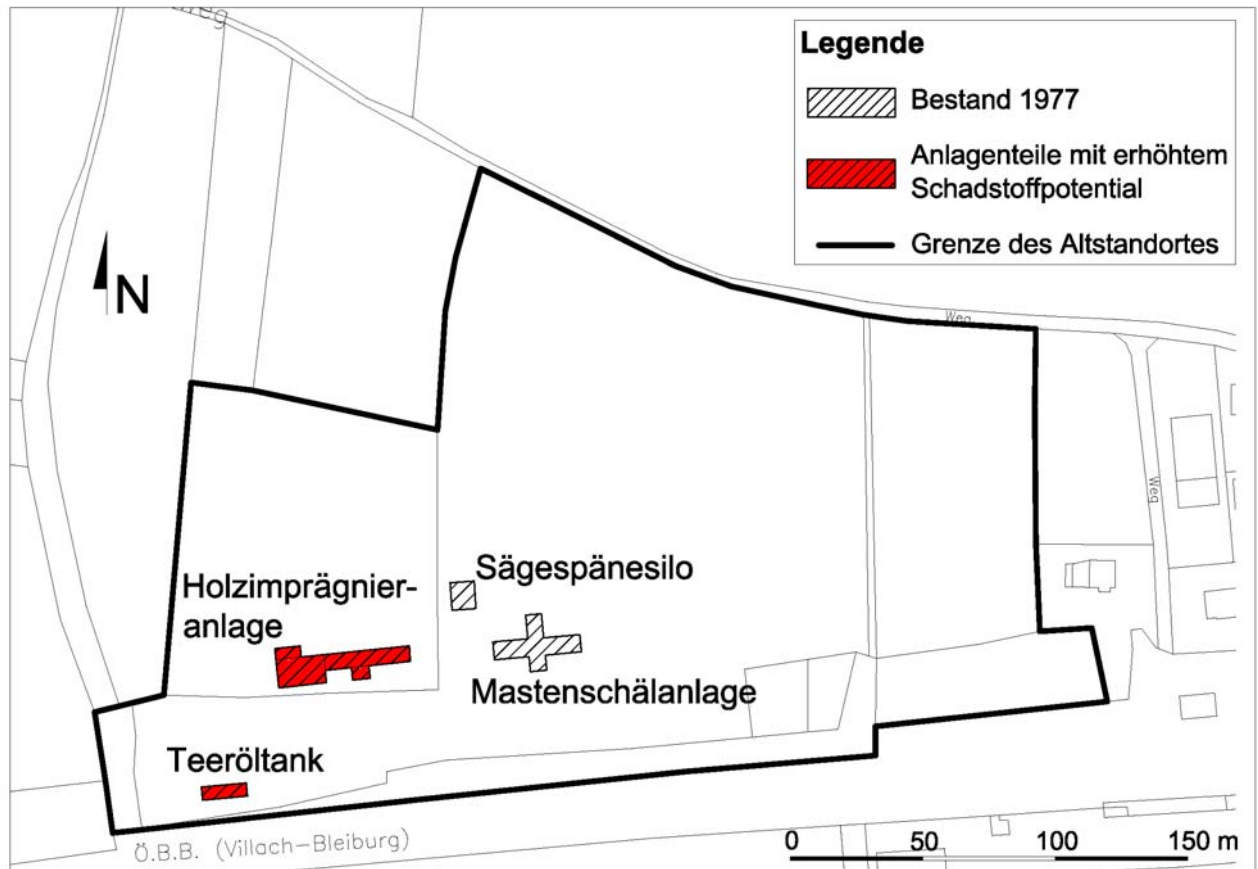 Weg
Legende
Bestand 1977
Anlagenteile mit erhöhtem
Schadstoffpotential
Grenze des Altstandortes
N
Weg
Weg
Sägespänesilo
Holzimprägnier-
anlage
Mastenschälanlage
Teeröltank
Ö.B.B. (Villach-Bleiburg)
0 50 100 150 m